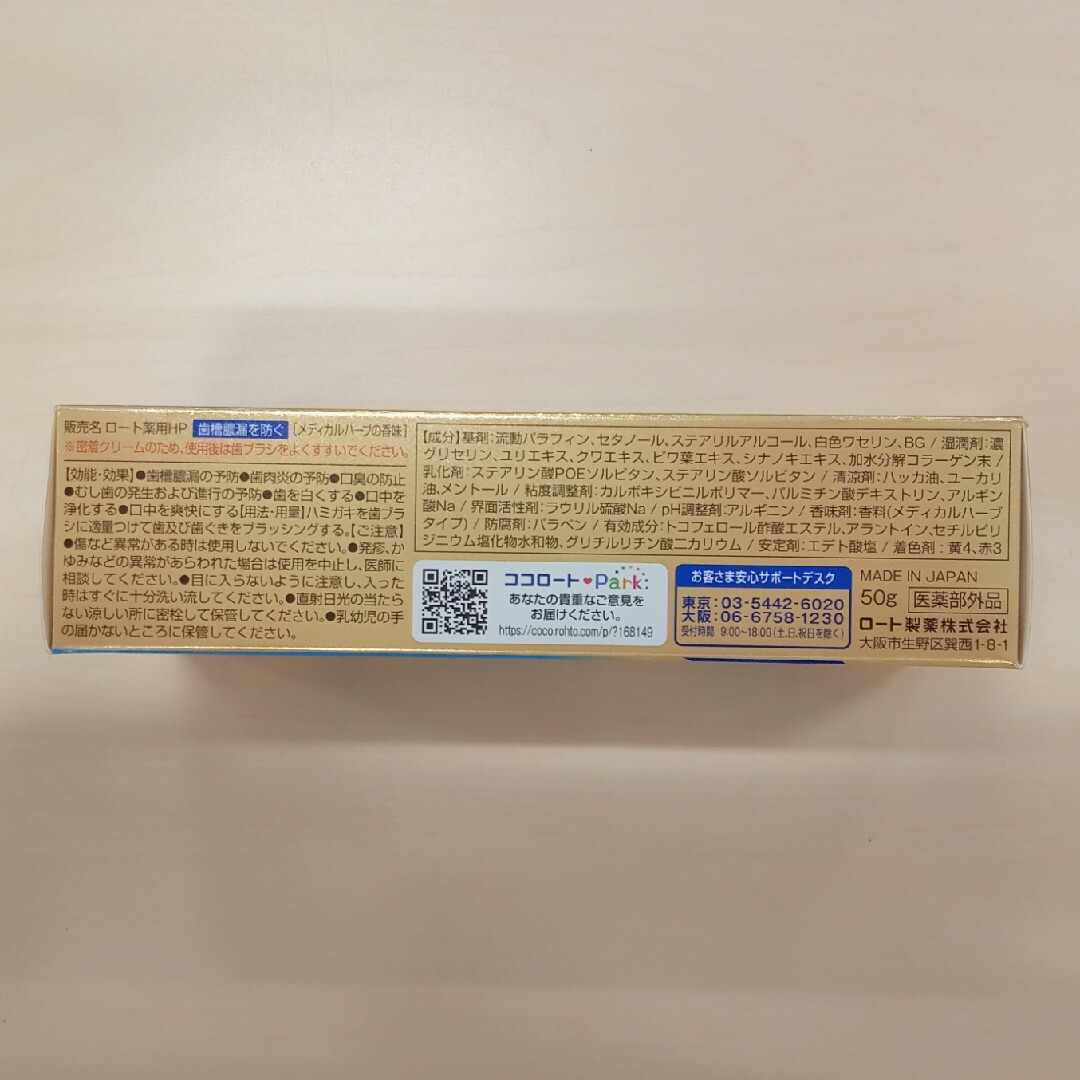 販売名 ロート薬用HP 歯槽膿漏を防ぐ [メディカルハーブの香味]
※密着クリームのため、使用後は歯ブラシをよくすすいでください。
【効能・効果】●歯槽膿漏の予防●歯肉炎の予防●口臭の防止
●むし歯の発生および進行の予防●歯を白くする●口中を
浄化する●口中を爽快にする【用法・用量】ハミガキを歯ブラ
シに適量つけて歯及び歯ぐきをブラッシングする。【ご注意】
●傷など異常がある時は使用しないでください。●発疹、か
ゆみなどの異常があらわれた場合は使用を中止し、医師に
相談してください。●目に入らないように注意し、入った
時はすぐに十分洗い流してください。●直射日光の当たら
ない涼しい所に密栓して保管してください。●乳幼児の手
の届かないところに保管してください。
【成分】基剤:流動パラフィン、セタノール、ステアリルアルコール、白色ワセリン、BG / 湿潤剤:濃
グリセリン、ユリエキス、クワエキス、ビワ葉エキス、シナノキエキス、加水分解コラーゲン末 /
乳化剤:ステアリン酸POEソルビタン、ステアリン酸ソルビタン / 清涼剤:ハッカ油、ユーカリ
油、メントール / 粘度調整剤:カルボキシビニルポリマー、パルミチン酸デキストリン、アルギン
酸Na / 界面活性剤:ラウリル硫酸Na / pH調整剤:アルギニン / 香味剤:香料(メディカルハーブ
タイプ) / 防腐剤:パラベン / 有効成分:トコフェロール酢酸エステル、アラントイン、セチルピリ
ジニウム塩化物水和物、グリチルリチン酸二カリウム / 安定剤:エデト酸塩 / 着色剤:黄4、赤3
ココロート♥Park
あなたの貴重なご意見を
お届けください。
https://cocorohto.com/p/?168149
お客さま安心サポートデスク
東京:03-5442-6020
大阪:06-6758-1230
受付時間 9:00~18:00(土、日、祝日を除く)
MADE IN JAPAN
50g 医薬部外品
ロート製薬株式会社
大阪市生野区巽西1-8-1